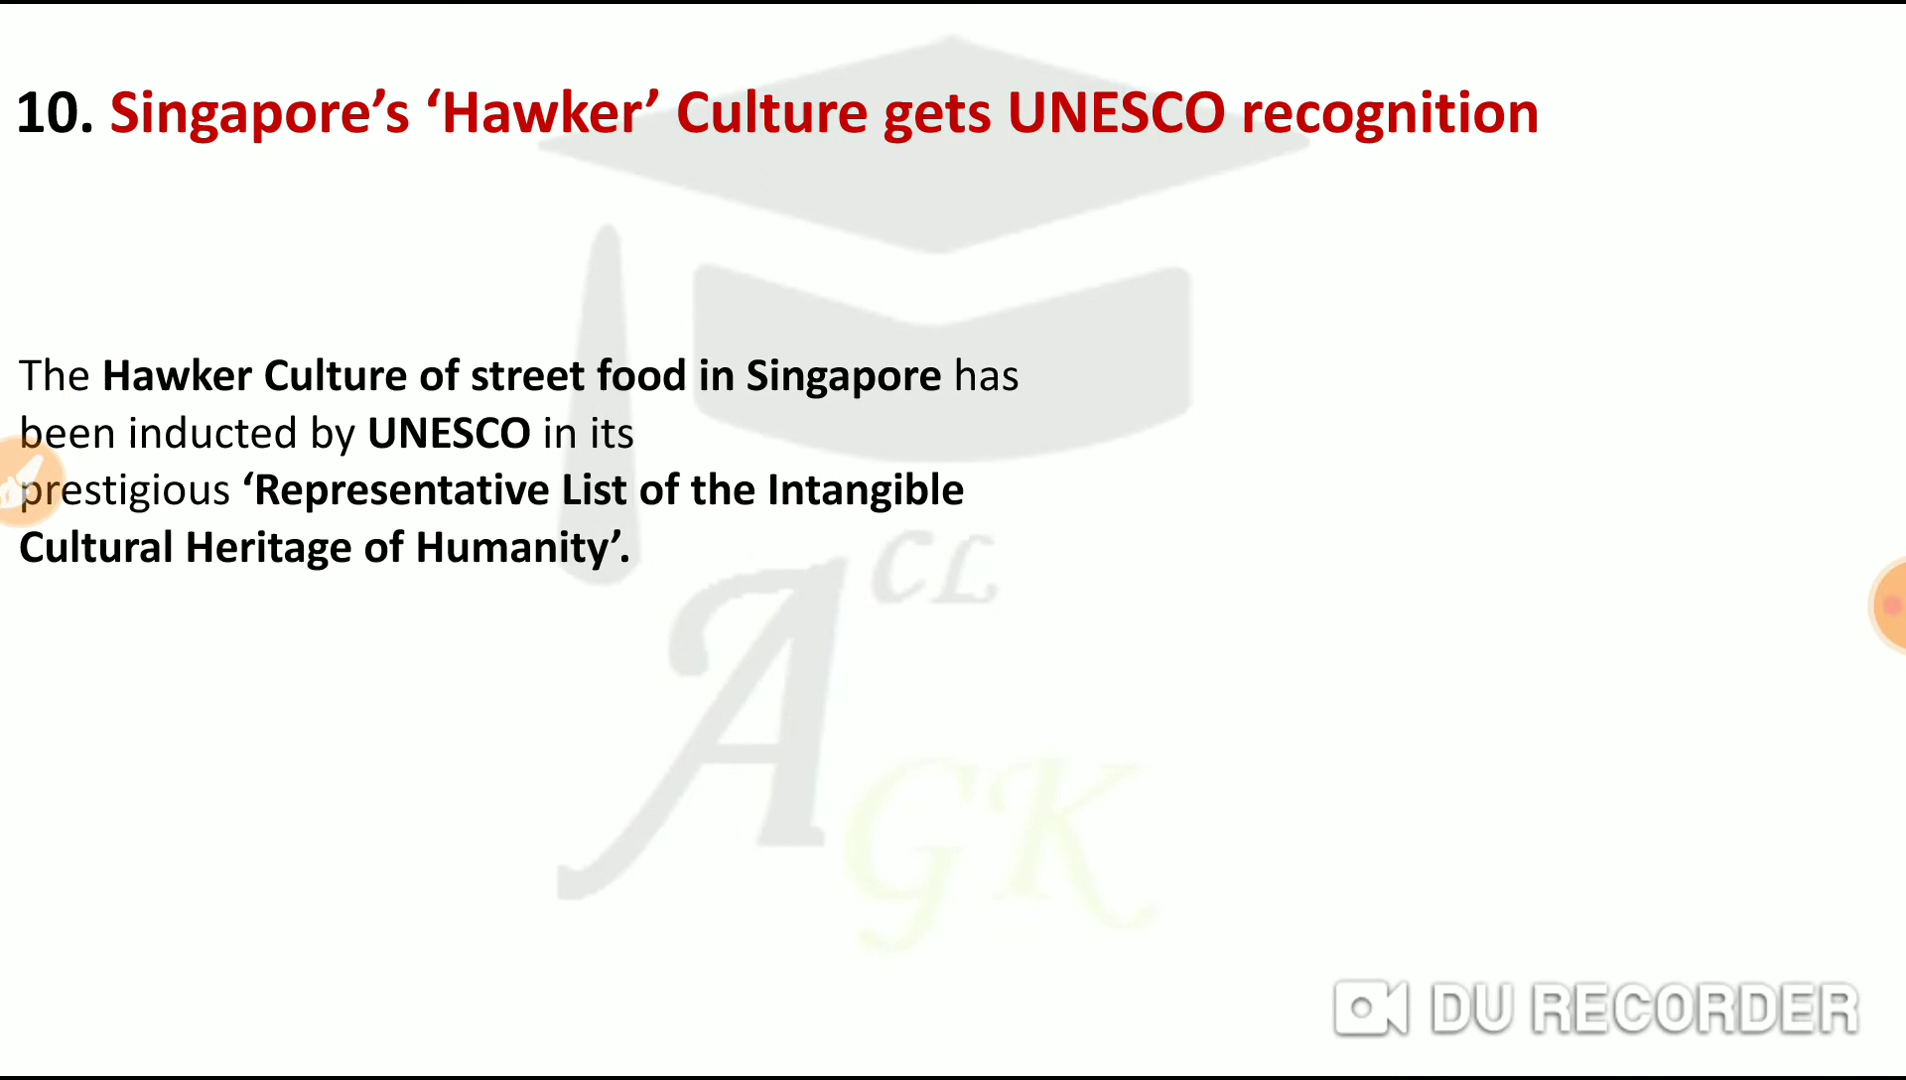 10. Singapore’s ‘Hawker’ Culture gets UNESCO recognition
The Hawker Culture of street food in Singapore has
been inducted by UNESCO in its
prestigious ‘Representative List of the Intangible
Cultural Heritage of Humanity’.
A CL
GK
DU RECORDER